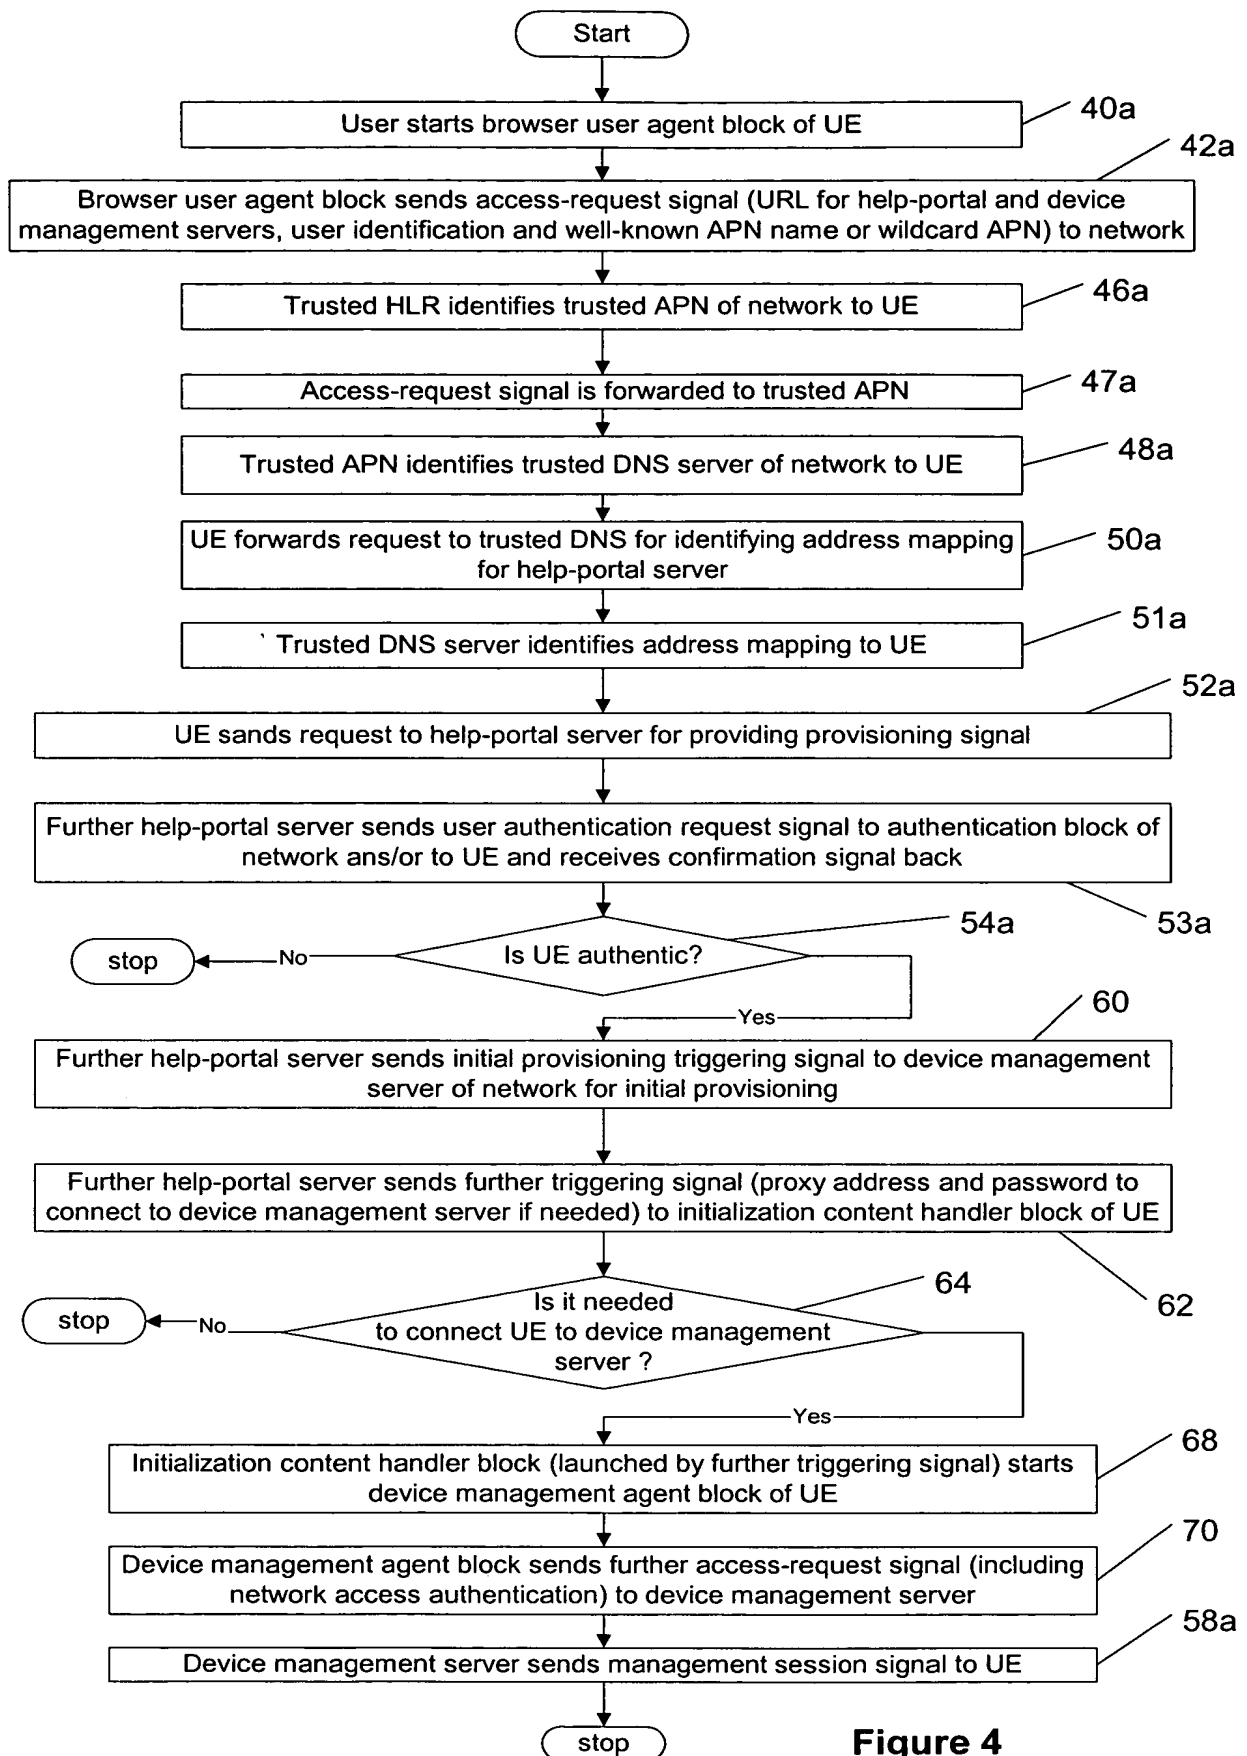 Start
User starts browser user agent block of UE
40a
42a
Browser user agent block sends access-request signal (URL for help-portal and device
management servers, user identification and well-known APN name or wildcard APN) to network
Trusted HLR identifies trusted APN of network to UE
46a
Access-request signal is forwarded to trusted APN
47a
Trusted APN identifies trusted DNS server of network to UE
48a
UE forwards request to trusted DNS for identifying address mapping
for help-portal server
50a
Trusted DNS server identifies address mapping to UE
51a
52a
UE sands request to help-portal server for providing provisioning signal
Further help-portal server sends user authentication request signal to authentication block of
network ans/or to UE and receives confirmation signal back
53a
54a
Is UE authentic?
No
stop
Yes
60
Further help-portal server sends initial provisioning triggering signal to device management
server of network for initial provisioning
Further help-portal server sends further triggering signal (proxy address and password to
connect to device management server if needed) to initialization content handler block of UE
62
64
Is it needed
to connect UE to device management
server ?
No
stop
Yes
68
Initialization content handler block (launched by further triggering signal) starts
device management agent block of UE
70
Device management agent block sends further access-request signal (including
network access authentication) to device management server
58a
Device management server sends management session signal to UE
stop
Figure 4